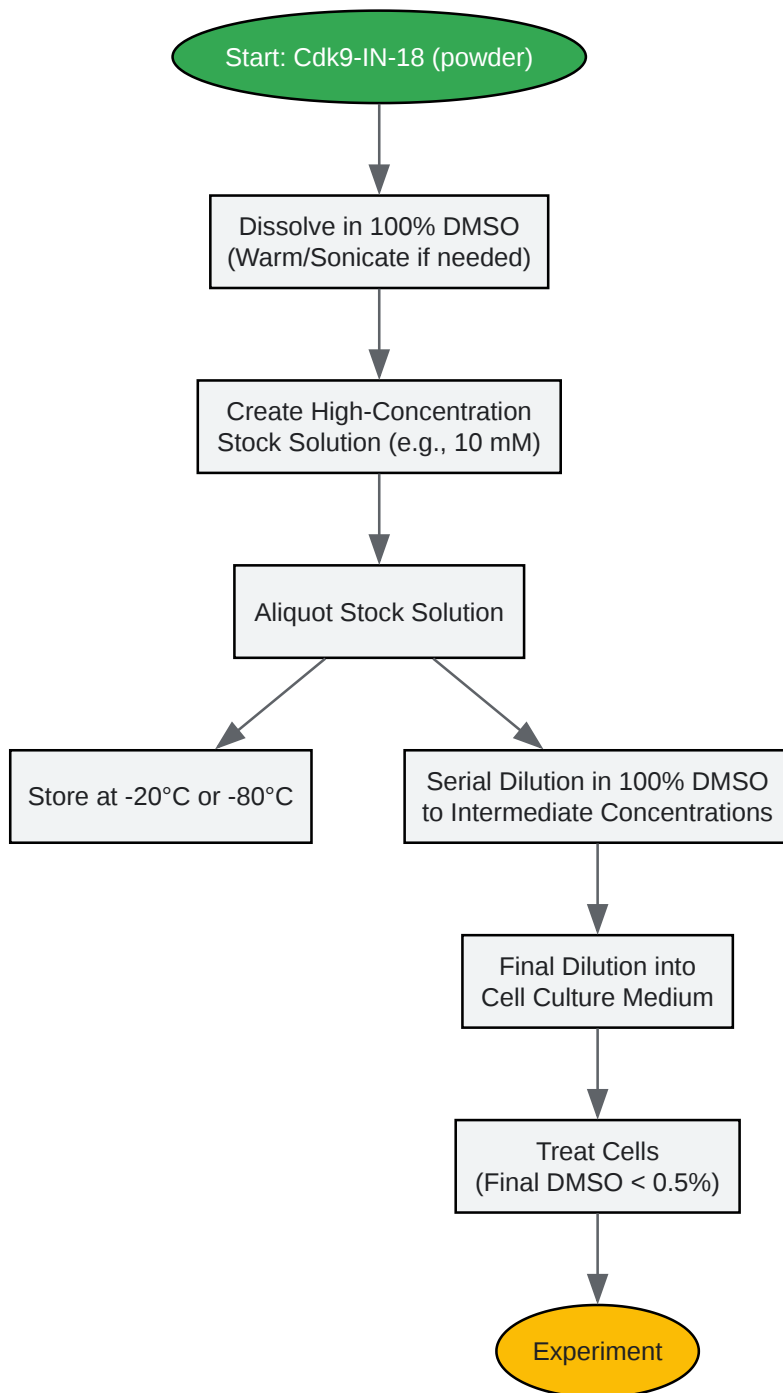 Start: Cdk9-IN-18 (powder)
Dissolve in 100% DMSO
(Warm/Sonicate if needed)
Create High-Concentration
Stock Solution (e.g., 10 mM)
Aliquot Stock Solution
Store at -20°C or -80°C
Serial Dilution in 100% DMSO
to Intermediate Concentrations
Final Dilution into
Cell Culture Medium
Treat Cells
(Final DMSO < 0.5%)
Experiment